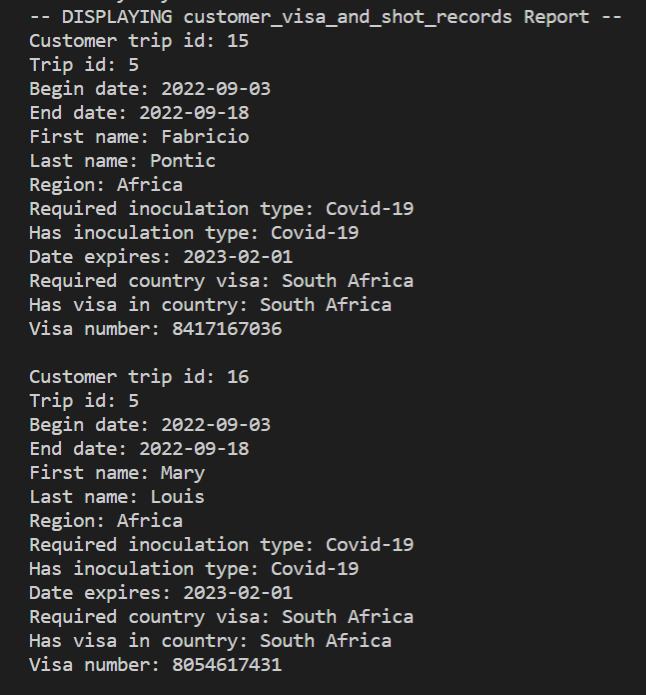 -- DISPLAYING customer_visa_and_shot_records Report --
Customer trip id: 15
Trip id: 5
Begin date: 2022-09-03
End date: 2022-09-18
First name: Fabricio
Last name: Pontic
Region: Africa
Required inoculation type: Covid-19
Has inoculation type: Covid-19
Date expires: 2023-02-01
Required country visa: South Africa
Has visa in country: South Africa
Visa number: 8417167036

Customer trip id: 16
Trip id: 5
Begin date: 2022-09-03
End date: 2022-09-18
First name: Mary
Last name: Louis
Region: Africa
Required inoculation type: Covid-19
Has inoculation type: Covid-19
Date expires: 2023-02-01
Required country visa: South Africa
Has visa in country: South Africa
Visa number: 8054617431